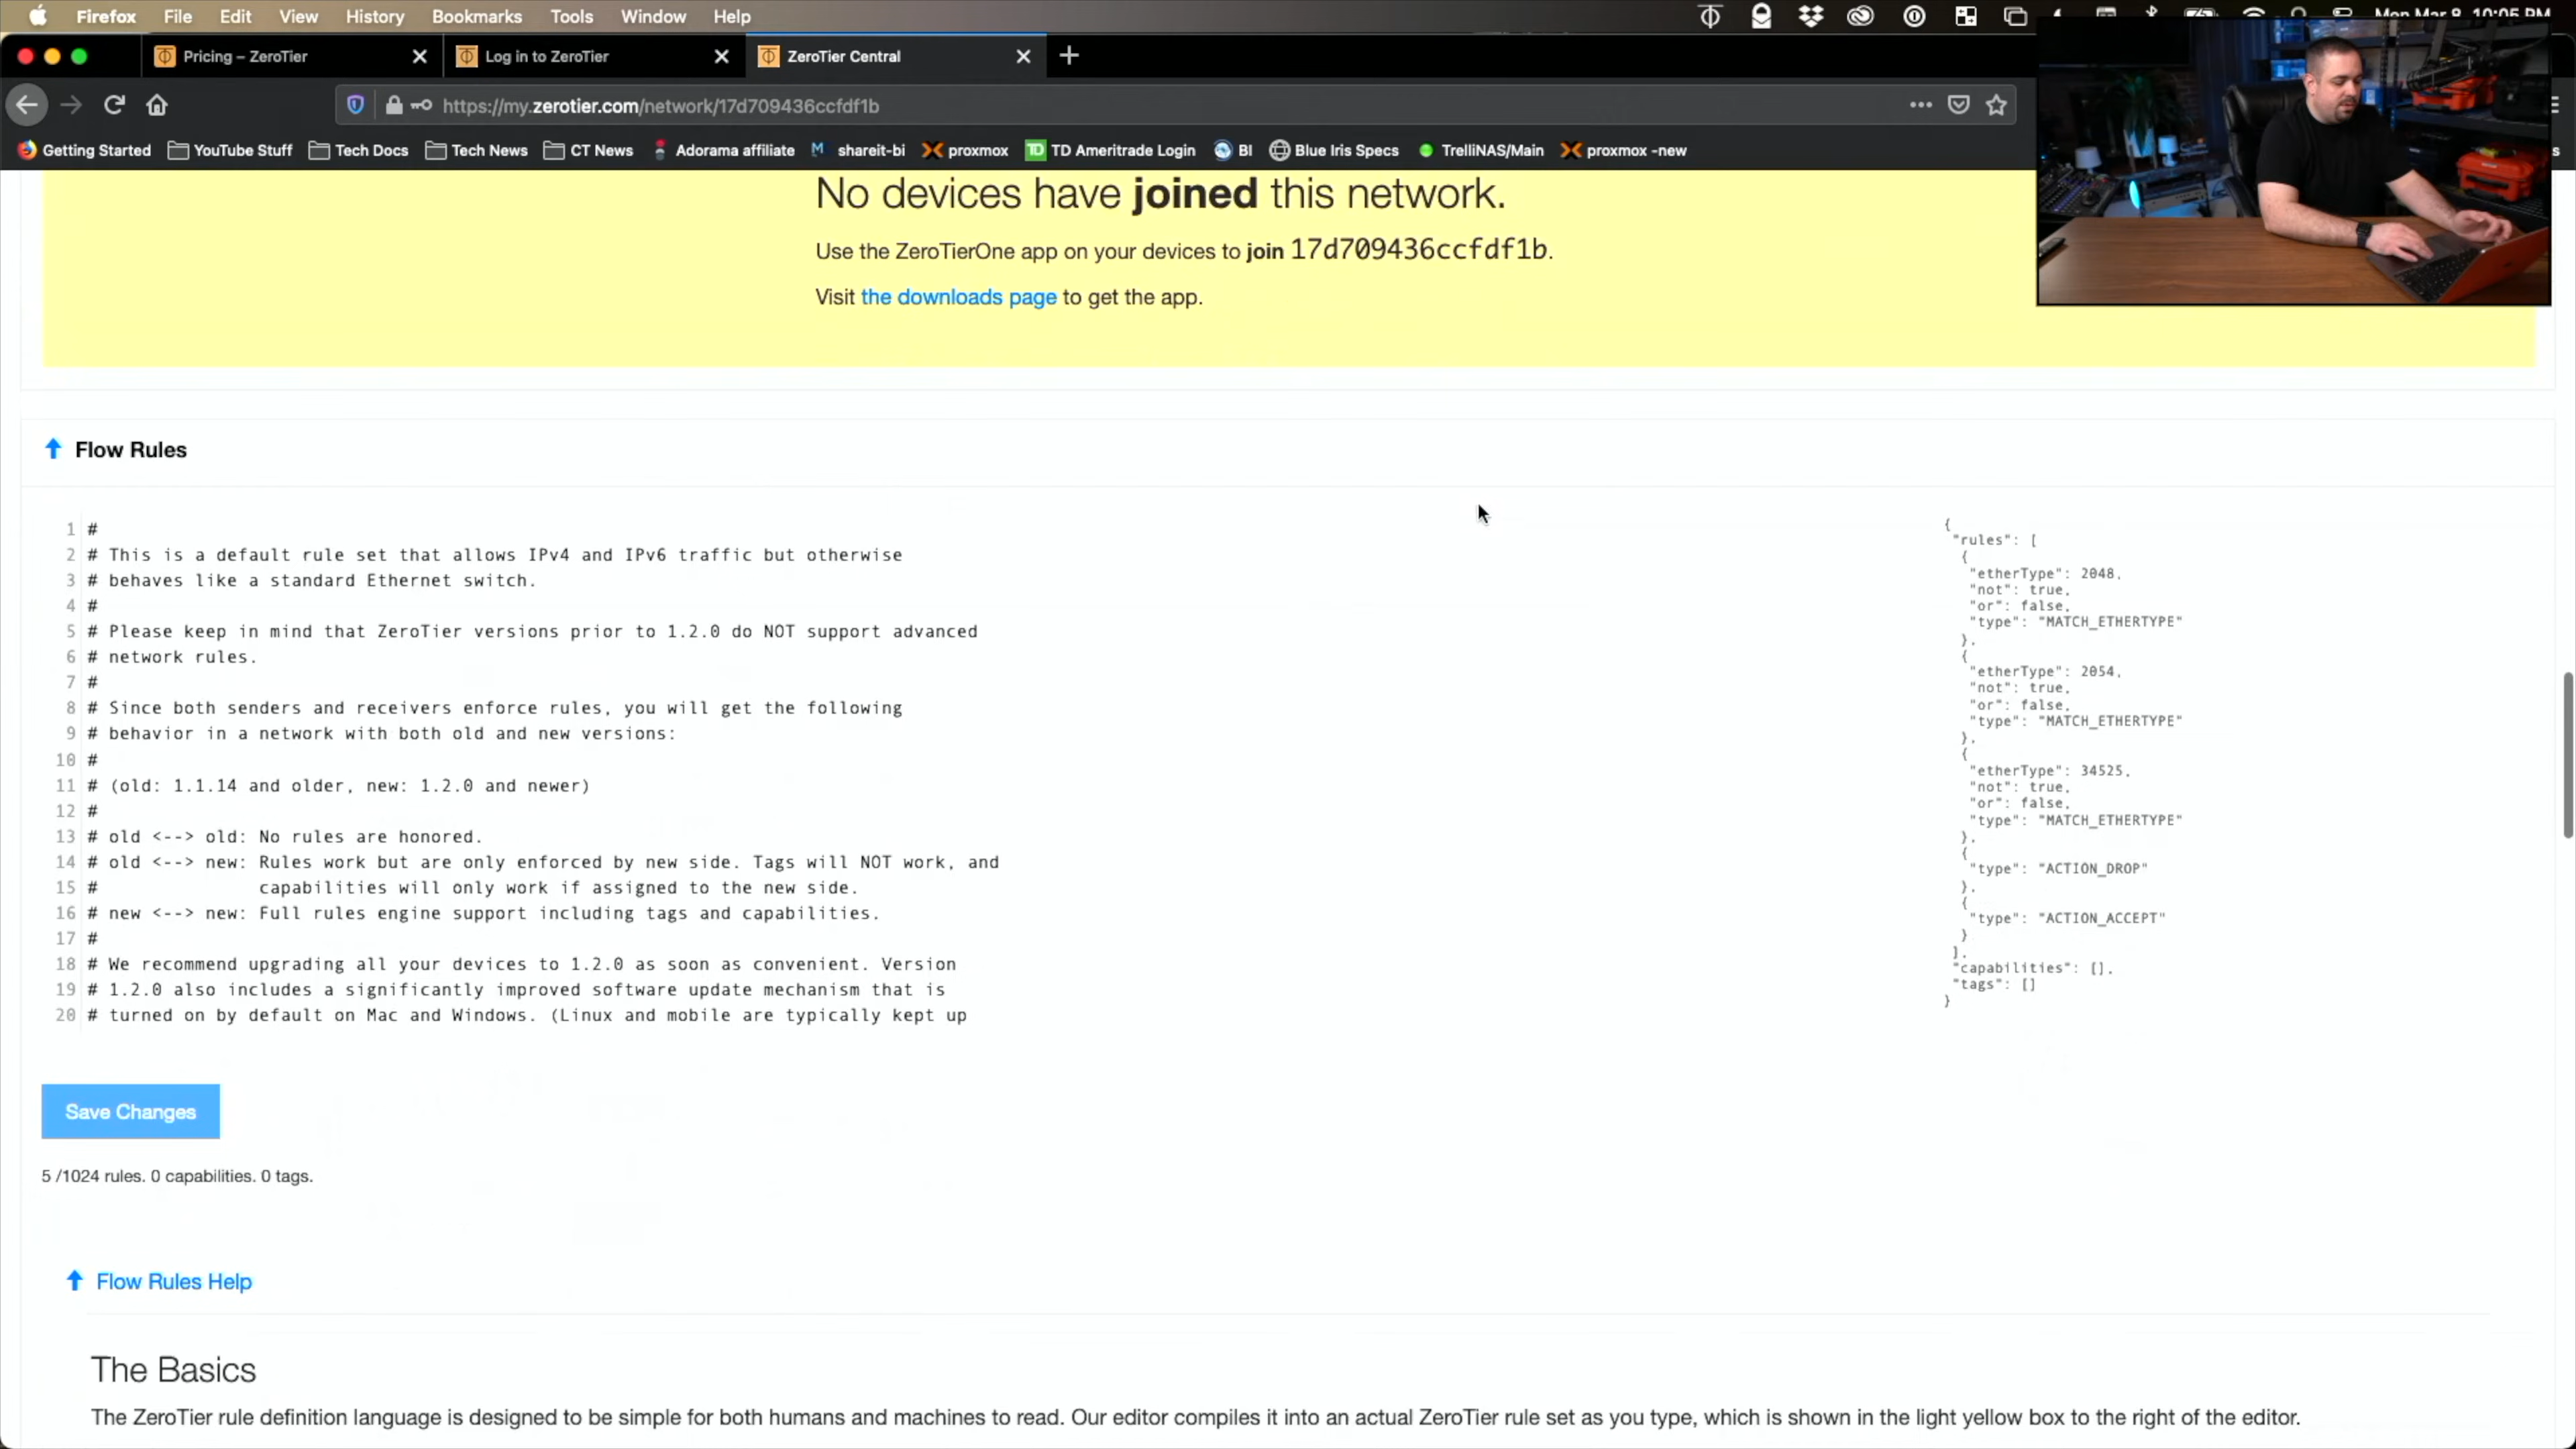 Firefox File Edit View History Bookmarks Tools Window Help
Pricing – ZeroTier
Log in to ZeroTier
ZeroTier Central
https://my.zerotier.com/network/17d709436ccfdf1b
Getting Started YouTube Stuff Tech Docs Tech News CT News Adorama affiliate shareit-bi proxmox TD Ameritrade Login BI Blue Iris Specs TrelliNAS/Main proxmox -new
No devices have joined this network.
Use the ZeroTierOne app on your devices to join 17d709436ccfdf1b.
Visit the downloads page to get the app.
Flow Rules
1 #
2 # This is a default rule set that allows IPv4 and IPv6 traffic but otherwise
3 # behaves like a standard Ethernet switch.
4 #
5 # Please keep in mind that ZeroTier versions prior to 1.2.0 do NOT support advanced
6 # network rules.
7 #
8 # Since both senders and receivers enforce rules, you will get the following
9 # behavior in a network with both old and new versions:
10 #
11 # (old: 1.1.14 and older, new: 1.2.0 and newer)
12 #
13 # old <--> old: No rules are honored.
14 # old <--> new: Rules work but are only enforced by new side. Tags will NOT work, and
15 # capabilities will only work if assigned to the new side.
16 # new <--> new: Full rules engine support including tags and capabilities.
17 #
18 # We recommend upgrading all your devices to 1.2.0 as soon as convenient. Version
19 # 1.2.0 also includes a significantly improved software update mechanism that is
20 # turned on by default on Mac and Windows. (Linux and mobile are typically kept up
{
"rules": [
{
"etherType": 2048,
"not": true,
"or": false,
"type": "MATCH_ETHERTYPE"
},
{
"etherType": 2054,
"not": true,
"or": false,
"type": "MATCH_ETHERTYPE"
},
{
"etherType": 34525,
"not": true,
"or": false,
"type": "MATCH_ETHERTYPE"
},
{
"type": "ACTION_DROP"
},
{
"type": "ACTION_ACCEPT"
}
],
"capabilities": [],
"tags": []
}
Save Changes
5 /1024 rules. 0 capabilities. 0 tags.
Flow Rules Help
The Basics
The ZeroTier rule definition language is designed to be simple for both humans and machines to read. Our editor compiles it into an actual ZeroTier rule set as you type, which is shown in the light yellow box to the right of the editor.